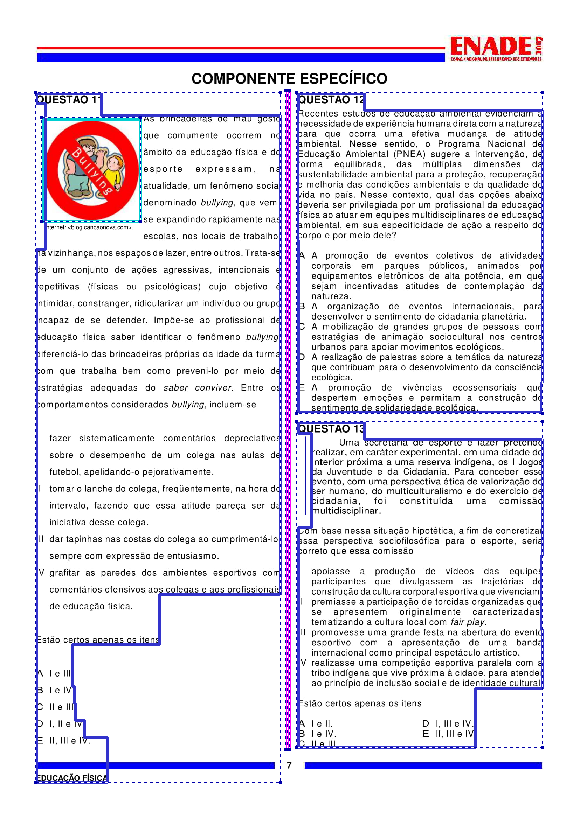 ENADE 2007
EXAME NACIONAL DE DESEMPENHO DOS ESTUDANTES
COMPONENTE ESPECÍFICO
QUESTÃO 11
Bullying
Internet: <blog.cancaonova.com>.
As brincadeiras de mau gosto
que comumente ocorrem no
âmbito da educação física e do
esporte expressam, na
atualidade, um fenômeno social
denominado bullying, que vem
se expandindo rapidamente nas
escolas, nos locais de trabalho,
na vizinhança, nos espaços de lazer, entre outros. Trata-se
de um conjunto de ações agressivas, intencionais e
repetitivas (físicas ou psicológicas) cujo objetivo é
intimidar, constranger, ridicularizar um indivíduo ou grupo
incapaz de se defender. Impõe-se ao profissional de
educação física saber identificar o fenômeno bullying,
diferenciá-lo das brincadeiras próprias da idade da turma
com que trabalha bem como preveni-lo por meio de
estratégias adequadas do saber conviver. Entre os
comportamentos considerados bullying, incluem-se
fazer sistematicamente comentários depreciativos
sobre o desempenho de um colega nas aulas de
futebol, apelidando-o pejorativamente.
I tomar o lanche do colega, freqüentemente, na hora do
intervalo, fazendo que essa atitude pareça ser da
iniciativa desse colega.
II dar tapinhas nas costas do colega ao cumprimentá-lo,
sempre com expressão de entusiasmo.
V grafitar as paredes dos ambientes esportivos com
comentários ofensivos aos colegas e aos profissionais
de educação física.
Estão certos apenas os itens
A I e III.
B I e IV.
C II e III.
D I, II e IV.
E II, III e IV.
QUESTÃO 12
Recentes estudos de educação ambiental evidenciam a
necessidade de experiência humana direta com a natureza
para que ocorra uma efetiva mudança de atitude
ambiental. Nesse sentido, o Programa Nacional de
Educação Ambiental (PNEA) sugere a intervenção, de
forma equilibrada, das múltiplas dimensões da
sustentabilidade ambiental para a proteção, recuperação
e melhoria das condições ambientais e da qualidade de
vida no país. Nesse contexto, qual das opções abaixo
deveria ser privilegiada por um profissional da educação
física ao atuar em equipes multidisciplinares de educação
ambiental, em sua especificidade de ação a respeito do
corpo e por meio dele?
A A promoção de eventos coletivos de atividades
corporais em parques públicos, animados por
equipamentos eletrônicos de alta potência, em que
sejam incentivadas atitudes de contemplação da
natureza.
B A organização de eventos internacionais, para
desenvolver o sentimento de cidadania planetária.
C A mobilização de grandes grupos de pessoas com
estratégias de animação sociocultural nos centros
urbanos para apoiar movimentos ecológicos.
D A realização de palestras sobre a temática da natureza
que contribuam para o desenvolvimento da consciência
ecológica.
E A promoção de vivências ecossensoriais que
despertem emoções e permitam a construção do
sentimento de solidariedade ecológica.
QUESTÃO 13
Uma secretaria de esporte e lazer pretende
realizar, em caráter experimental, em uma cidade do
interior próxima a uma reserva indígena, os I Jogos
da Juventude e da Cidadania. Para conceber esse
evento, com uma perspectiva ética de valorização do
ser humano, do multiculturalismo e do exercício de
cidadania, foi constituída uma comissão
multidisciplinar.
Com base nessa situação hipotética, a fim de concretizar
essa perspectiva sociofilosófica para o esporte, seria
correto que essa comissão
apoiasse a produção de vídeos das equipes
participantes que divulgassem as trajetórias de
construção da cultura corporal esportiva que vivenciam.
I premiasse a participação de torcidas organizadas que
se apresentem originalmente caracterizadas,
tematizando a cultura local com fair play.
II promovesse uma grande festa na abertura do evento
esportivo com a apresentação de uma banda
internacional como principal espetáculo artístico.
V realizasse uma competição esportiva paralela com a
tribo indígena que vive próxima à cidade, para atender
ao princípio de inclusão social e de identidade cultural.
Estão certos apenas os itens
A I e II.
B I e IV.
C II e III.
D I, III e IV.
E II, III e IV.
7
EDUCAÇÃO FÍSICA